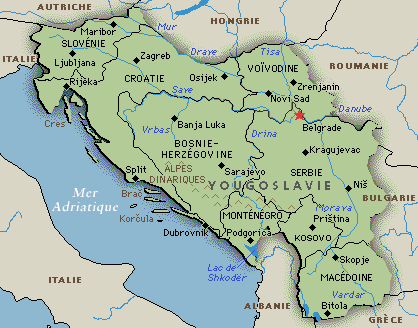 AUTRICHE
HONGRIE
Mur
Maribor
SLOVÉNIE
Drave
Tisa
Zagreb
ITALIE
Ljubljana
VOÏVODINE
ROUMANIE
CROATIE
Osijek
Rijêka
Zrenjanin
Save
Novi Sad
Danube
Cres
Vrbas
Banja Luka
Drina
Belgrade
BOSNIE-
HERZÉGOVINE
Kragujevac
ALPES
DINARIQUES
Split
Sarajevo
SERBIE
YOUGOSLAVIE
Niš
Mer
Adriatique
Brač
BULGARIE
Morava
Korčula
MONTÉNÉGRO
Priština
Dubrovnik
Podgorica
KOSOVO
Skopje
Lac de
Shkodër
MACÉDOINE
ITALIE
Vardar
ALBANIE
Bitola
GRÈCE